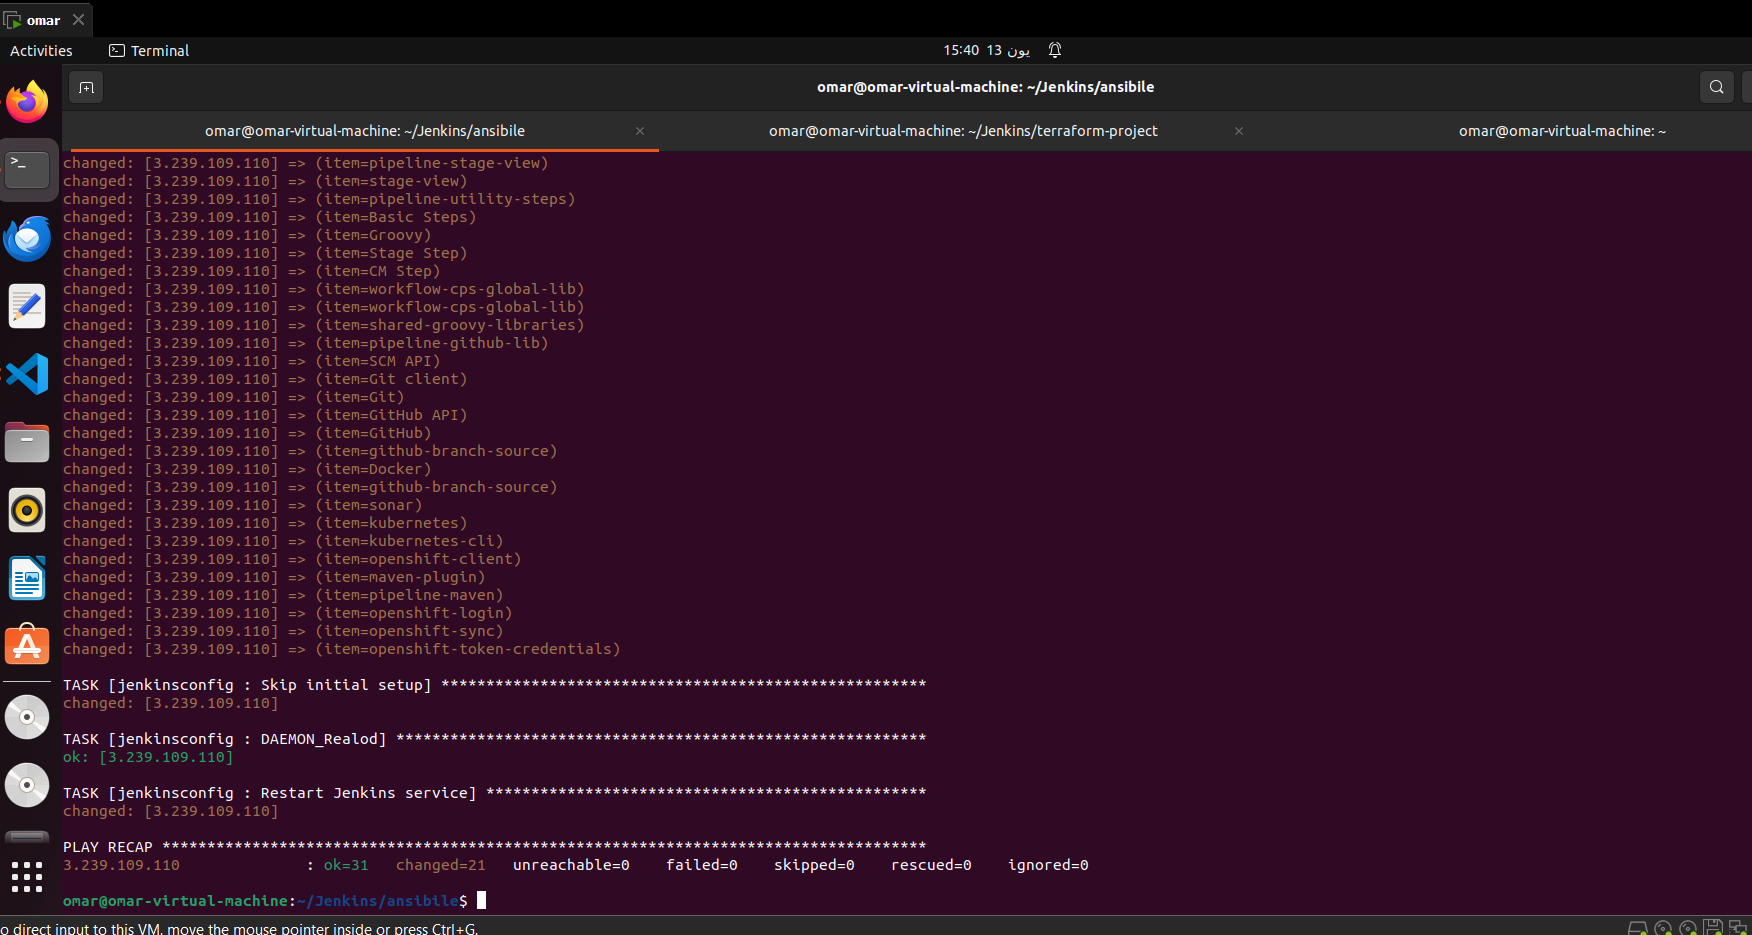 omar
Activities
Terminal
15:40 13 يون
omar@omar-virtual-machine: ~/Jenkins/ansibile
omar@omar-virtual-machine: ~/Jenkins/ansibile
omar@omar-virtual-machine: ~/Jenkins/terraform-project
omar@omar-virtual-machine: ~
changed: [3.239.109.110] => (item=pipeline-stage-view)
changed: [3.239.109.110] => (item=stage-view)
changed: [3.239.109.110] => (item=pipeline-utility-steps)
changed: [3.239.109.110] => (item=Basic Steps)
changed: [3.239.109.110] => (item=Groovy)
changed: [3.239.109.110] => (item=Stage Step)
changed: [3.239.109.110] => (item=CM Step)
changed: [3.239.109.110] => (item=workflow-cps-global-lib)
changed: [3.239.109.110] => (item=workflow-cps-global-lib)
changed: [3.239.109.110] => (item=shared-groovy-libraries)
changed: [3.239.109.110] => (item=pipeline-github-lib)
changed: [3.239.109.110] => (item=SCM API)
changed: [3.239.109.110] => (item=Git client)
changed: [3.239.109.110] => (item=Git)
changed: [3.239.109.110] => (item=GitHub API)
changed: [3.239.109.110] => (item=GitHub)
changed: [3.239.109.110] => (item=github-branch-source)
changed: [3.239.109.110] => (item=Docker)
changed: [3.239.109.110] => (item=github-branch-source)
changed: [3.239.109.110] => (item=sonar)
changed: [3.239.109.110] => (item=kubernetes)
changed: [3.239.109.110] => (item=kubernetes-cli)
changed: [3.239.109.110] => (item=openshift-client)
changed: [3.239.109.110] => (item=maven-plugin)
changed: [3.239.109.110] => (item=pipeline-maven)
changed: [3.239.109.110] => (item=openshift-login)
changed: [3.239.109.110] => (item=openshift-sync)
changed: [3.239.109.110] => (item=openshift-token-credentials)
TASK [jenkinsconfig : Skip initial setup] ******************************************************
changed: [3.239.109.110]
TASK [jenkinsconfig : DAEMON_Realod] ***********************************************************
ok: [3.239.109.110]
TASK [jenkinsconfig : Restart Jenkins service] *************************************************
changed: [3.239.109.110]
PLAY RECAP *************************************************************************************
3.239.109.110 : ok=31 changed=21 unreachable=0 failed=0 skipped=0 rescued=0 ignored=0
omar@omar-virtual-machine:~/Jenkins/ansibile$
o direct input to this VM, move the mouse pointer inside or press Ctrl+G.